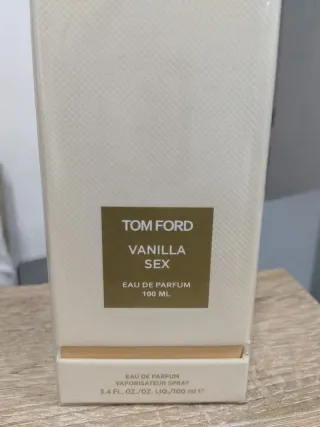 TOM FORD
VANILLA
SEX
EAU DE PARFUM
100 ML
EAU DE PARFUM
VAPORISATEUR SPRAY
3.4 FL. OZ./OZ. LIQ./100 ml ℮